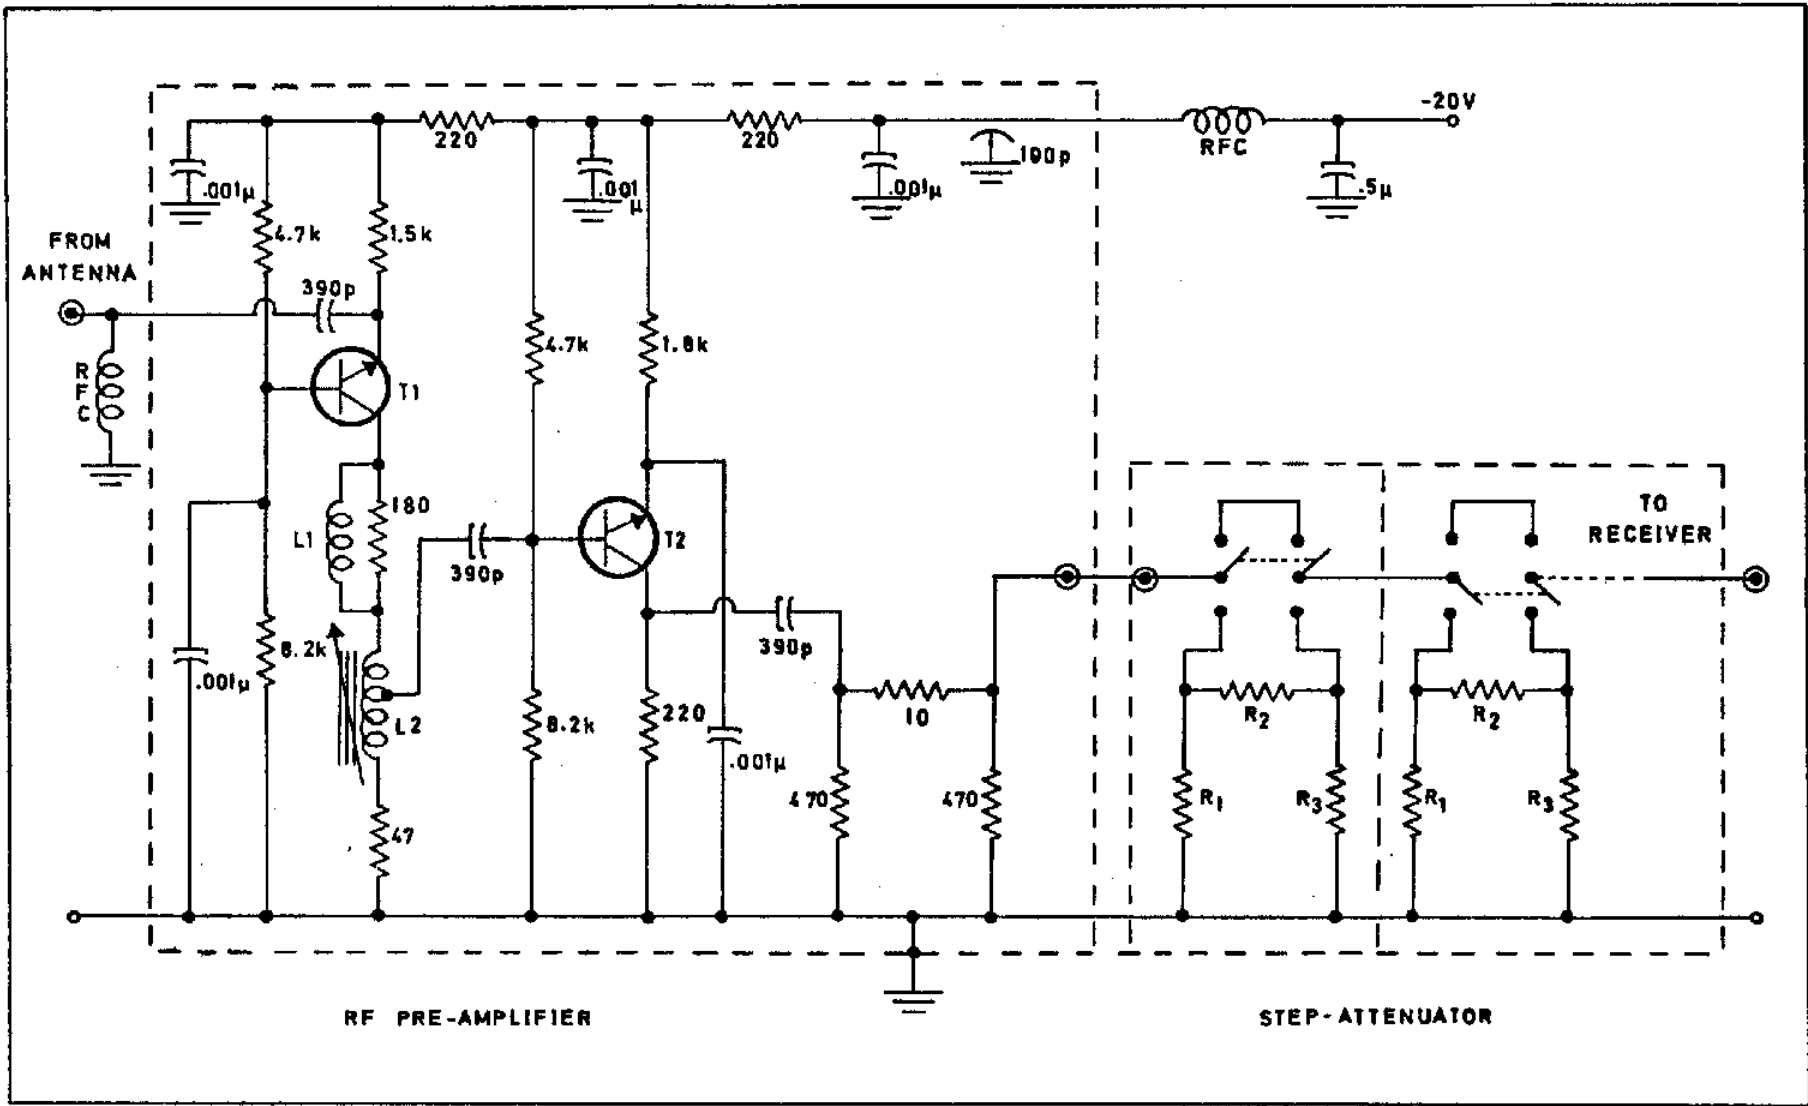 -20V
220
220
RFC
100p
.001µ
.001
µ
.001µ
.5µ
FROM
ANTENNA
4.7k
1.5k
390p
4.7k
1.8k
R
F
C
T1
180
L1
T2
TO
RECEIVER
390p
390p
8.2k
.001µ
L2
8.2k
220
.001µ
10
R2
R2
470
470
R1
R3
R1
R3
47
RF PRE-AMPLIFIER
STEP-ATTENUATOR